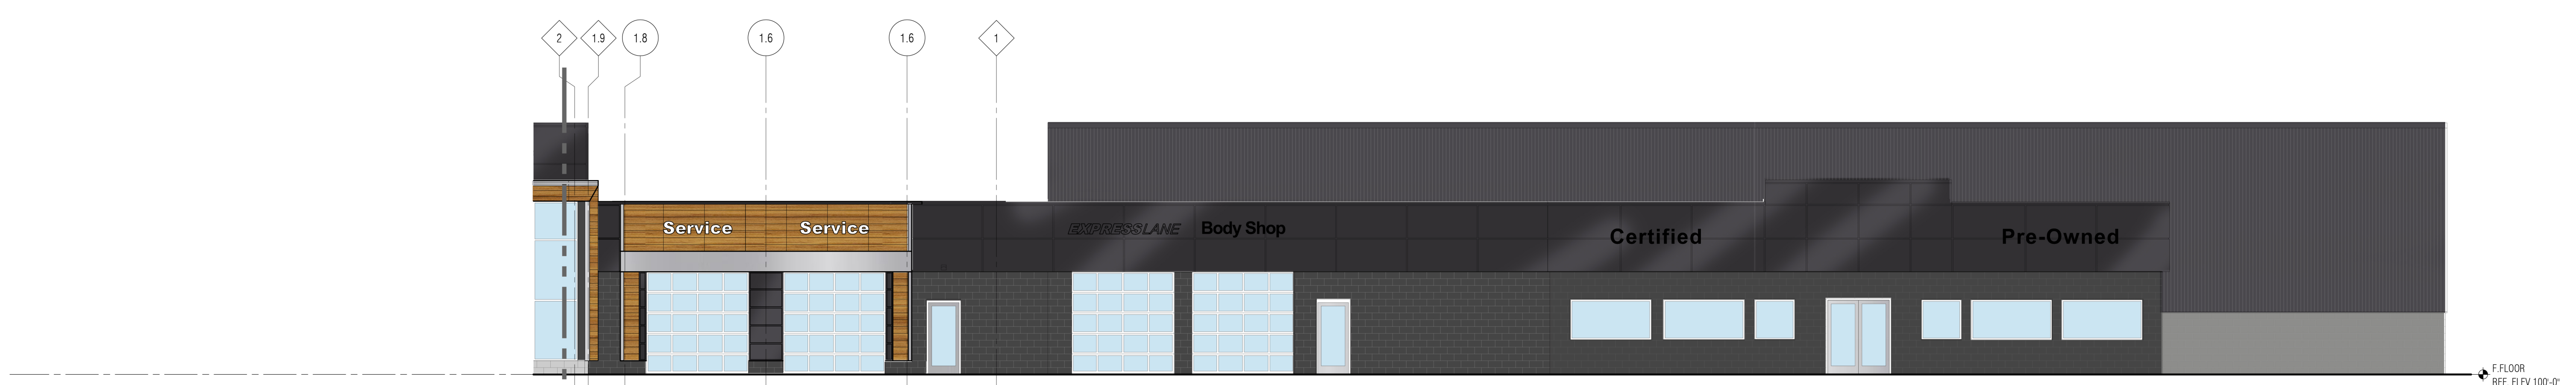 2 1.9 1.8 1.6 1.6 1
Service Service EXPRESS LANE Body Shop Certified Pre-Owned
F.FLOOR
REF. ELEV 100'-0"